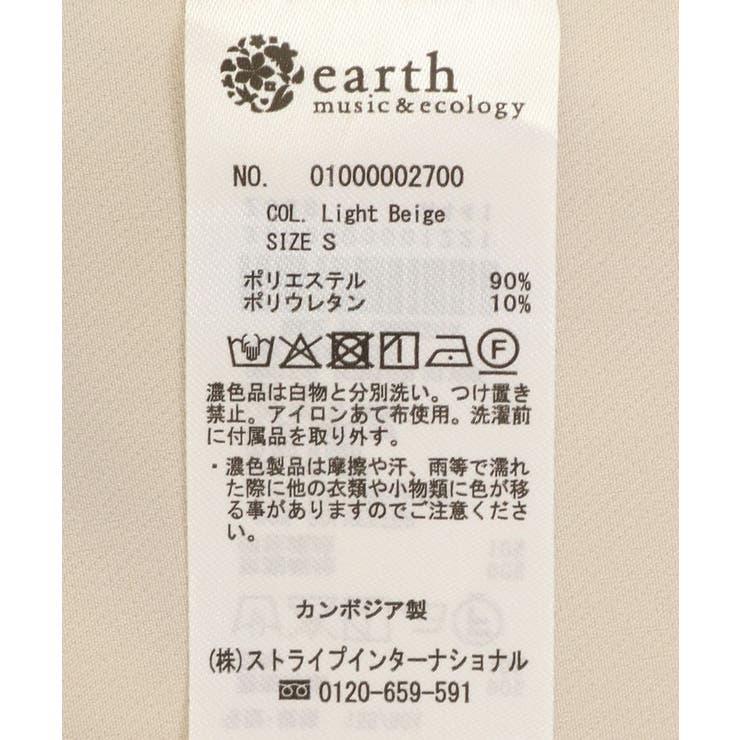 earth
music&ecology
NO. 01000002700
COL. Light Beige
SIZE S
ポリエステル 90%
ポリウレタン 10%
F
濃色品は白物と分別洗い。つけ置き
禁止。アイロンあて布使用。洗濯前
に付属品を取り外す。
・濃色製品は摩擦や汗、雨等で濡れ
た際に他の衣類や小物類に色が移
る事がありますのでご注意くださ
い。
カンボジア製
(株)ストライプインターナショナル
0120-659-591